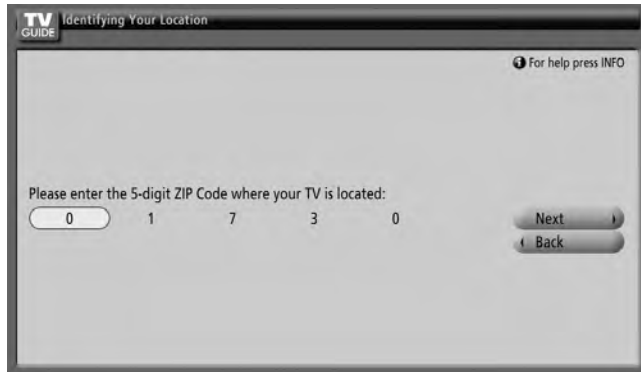 TV
GUIDE
Identifying Your Location
For help press INFO
Please enter the 5-digit ZIP Code where your TV is located:
0 1 7 3 0
Next
Back